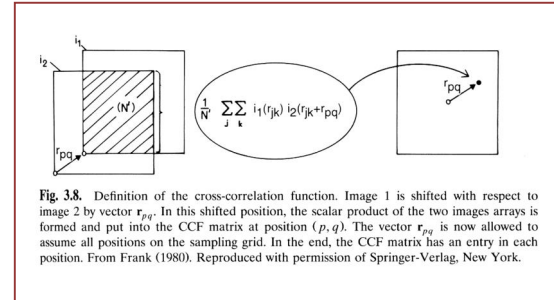 i₁
i₂
(N')
rpq
1/N' ΣΣ i₁(rjk) i₂(rjk+rpq)
j k
rpq
Fig. 3.8. Definition of the cross-correlation function. Image 1 is shifted with respect to
image 2 by vector rpq. In this shifted position, the scalar product of the two images arrays is
formed and put into the CCF matrix at position (p, q). The vector rpq is now allowed to
assume all positions on the sampling grid. In the end, the CCF matrix has an entry in each
position. From Frank (1980). Reproduced with permission of Springer-Verlag, New York.